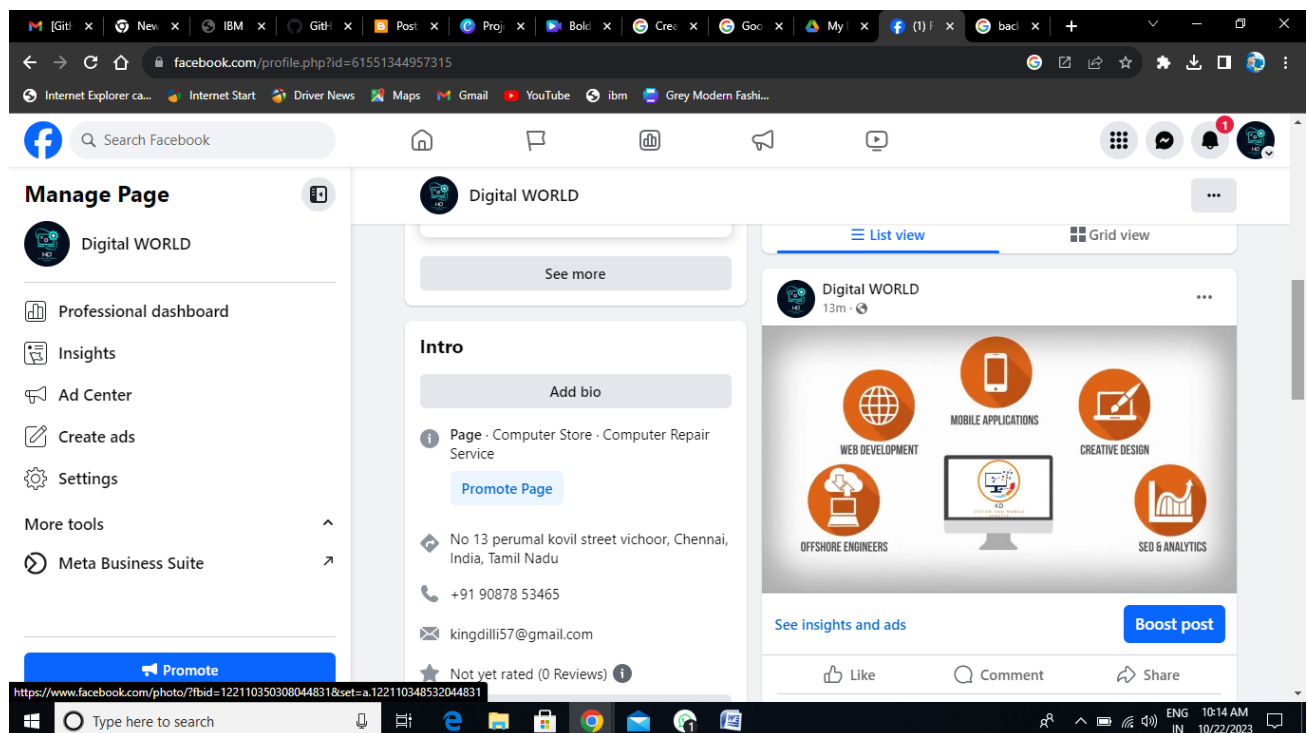 [Git
New
IBM
GitH
Post
Proj
Bold
Crea
Goo
My
(1) F
bac
facebook.com/profile.php?id=61551344957315
Internet Explorer ca...
Internet Start
Driver News
Maps
Gmail
YouTube
ibm
Grey Modern Fashi...
Search Facebook
1
Manage Page
Digital WORLD
Digital WORLD
Professional dashboard
Insights
Ad Center
Create ads
Settings
More tools
Meta Business Suite
Promote
https://www.facebook.com/photo/?fbid=122110350308044831&set=a.122110348532044831
See more
Intro
Add bio
Page · Computer Store · Computer Repair
Service
Promote Page
No 13 perumal kovil street vichoor, Chennai,
India, Tamil Nadu
+91 90878 53465
kingdilli57@gmail.com
Not yet rated (0 Reviews)
List view
Grid view
Digital WORLD
13m ·
WEB DEVELOPMENT
MOBILE APPLICATIONS
CREATIVE DESIGN
OFFSHORE ENGINEERS
KD
SYSTEM AND MOBILE
SEO & ANALYTICS
See insights and ads
Boost post
Like
Comment
Share
Type here to search
ENG
IN
10:14 AM
10/22/2023